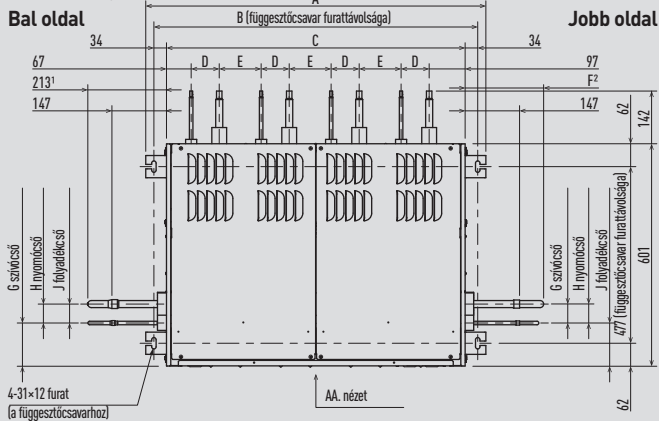 A
Bal oldal
B (függesztőcsavar furattávolsága)
Jobb oldal
34
C
34
67
D
E
D
E
D
E
D
97
213¹
F²
147
147
62
142
G szívócső
H nyomócső
J folyadékcső
477 (függesztőcsavar furattávolsága)
601
G szívócső
H nyomócső
J folyadékcső
62
4-31×12 furat
(a függesztőcsavarhoz)
AA. nézet